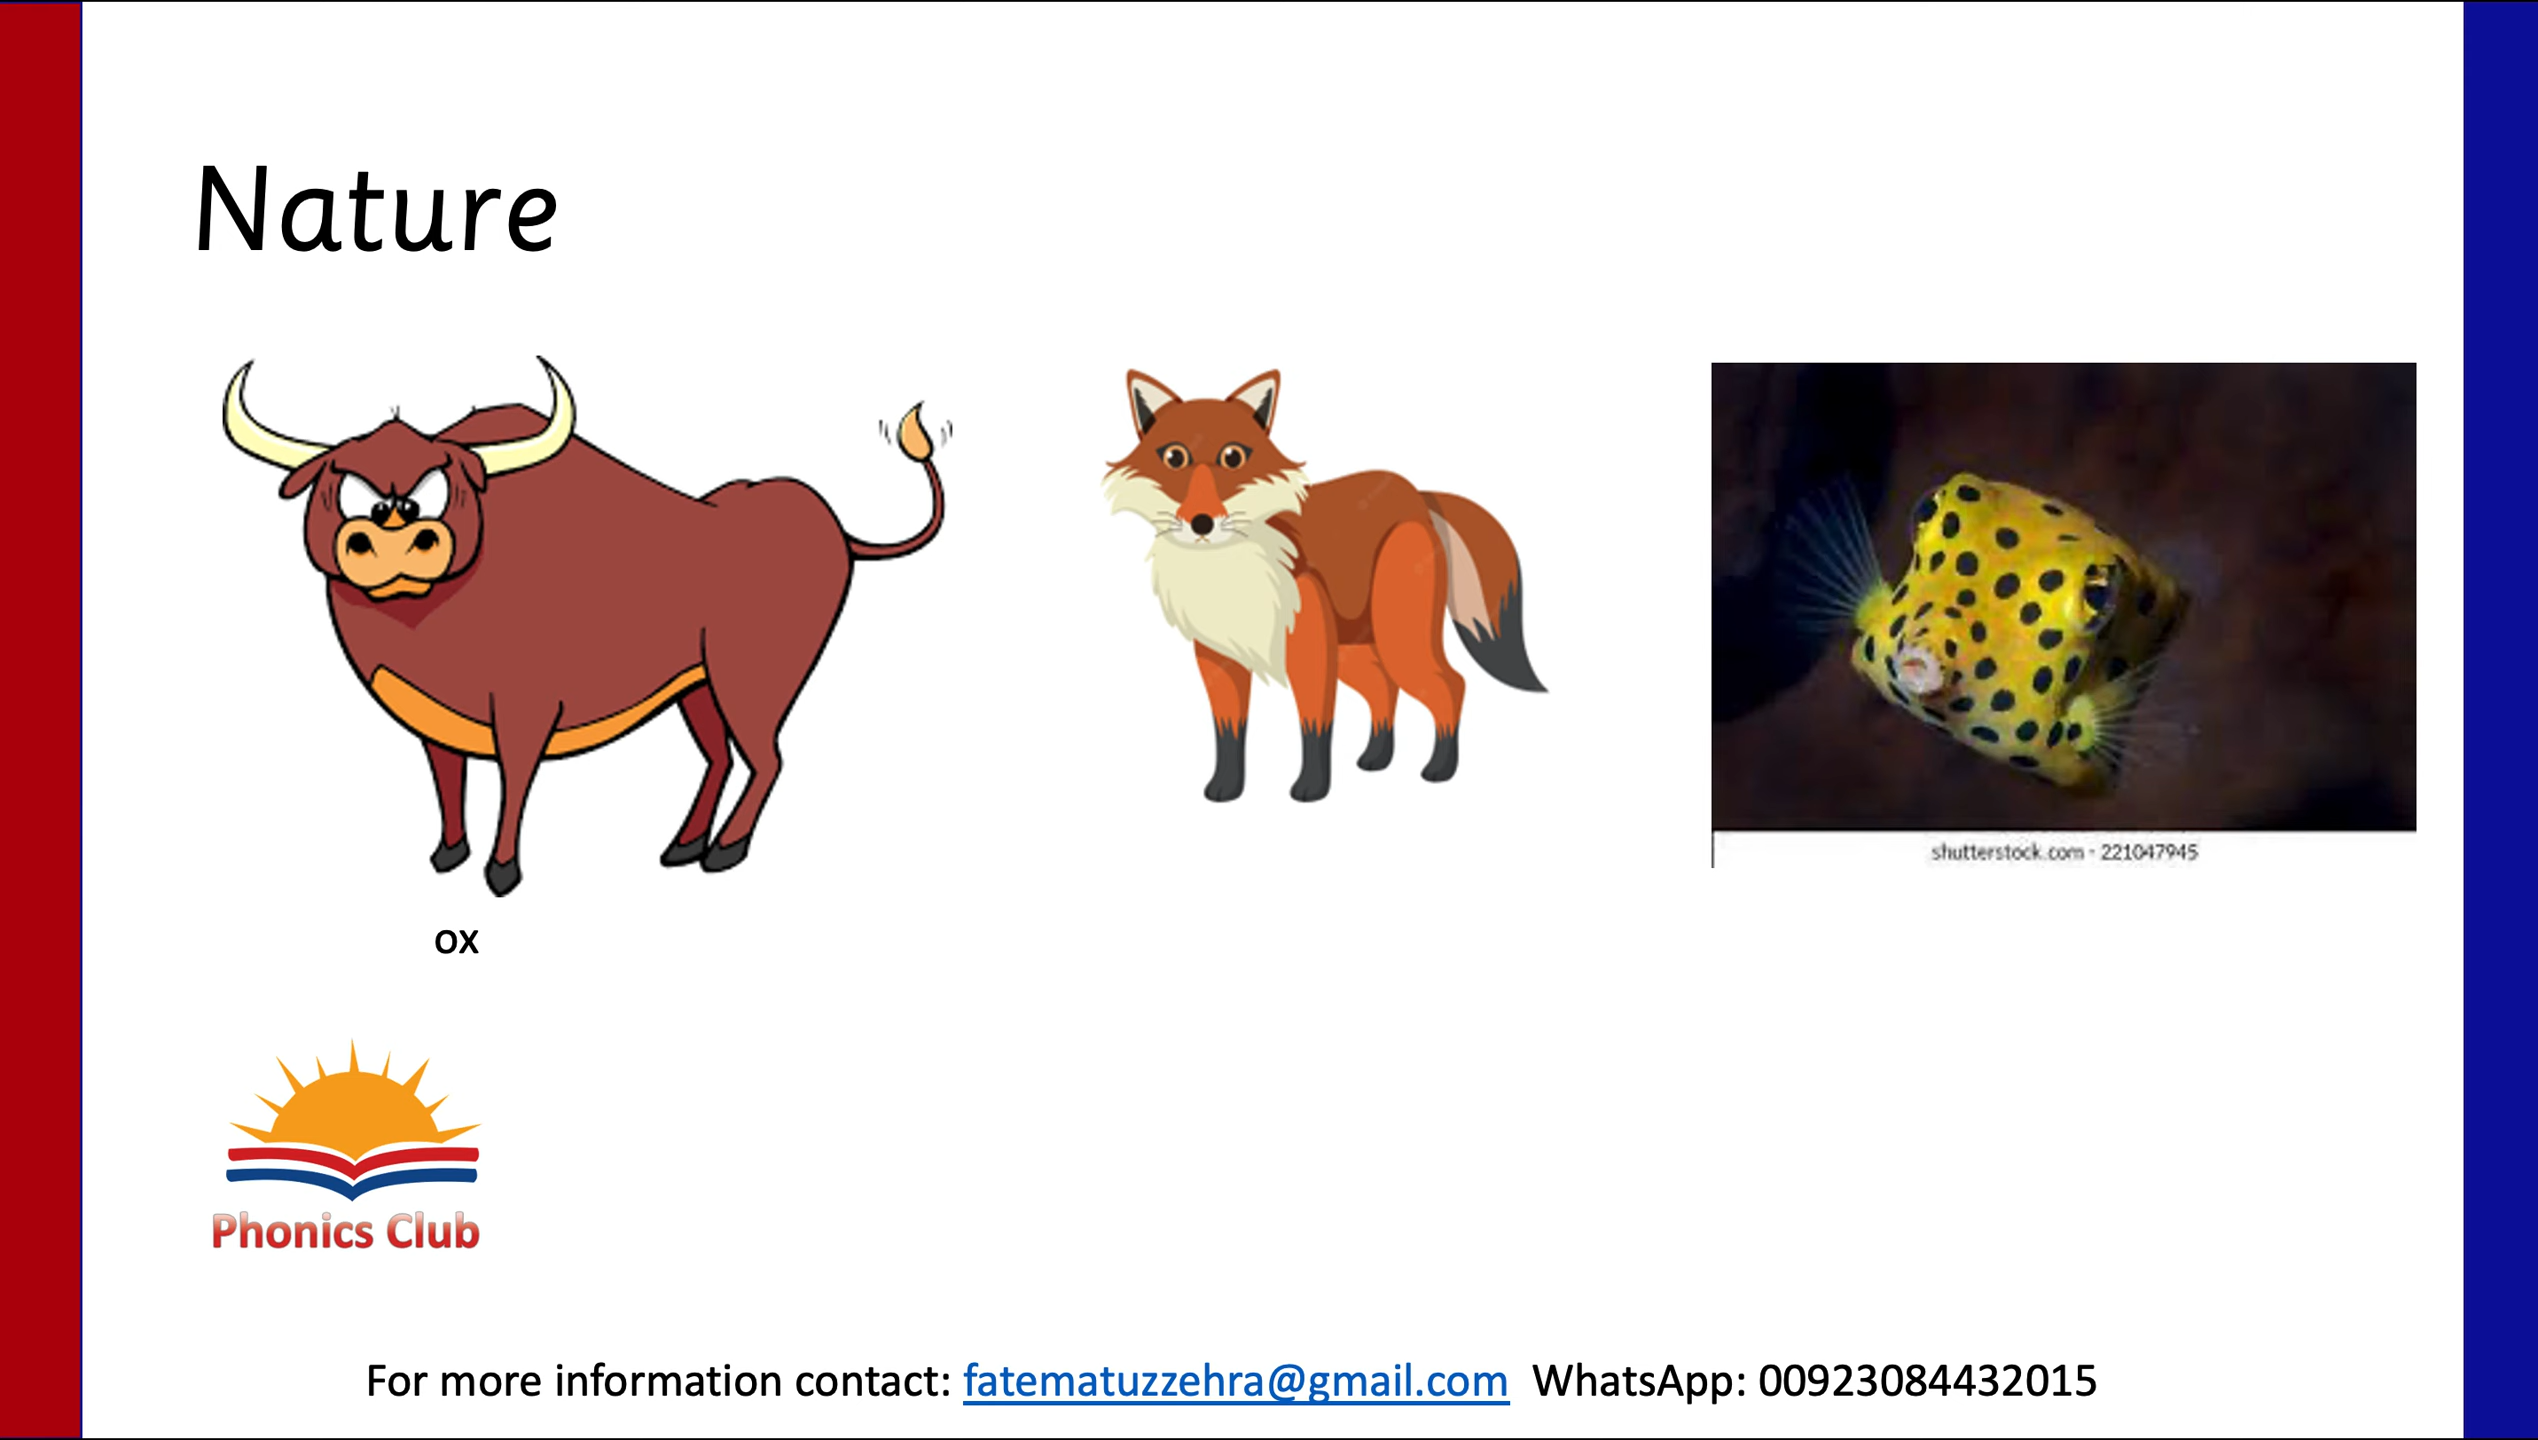 Nature
shutterstock.com · 221047945
ox
Phonics Club
For more information contact: fatematuzzehra@gmail.com WhatsApp: 00923084432015